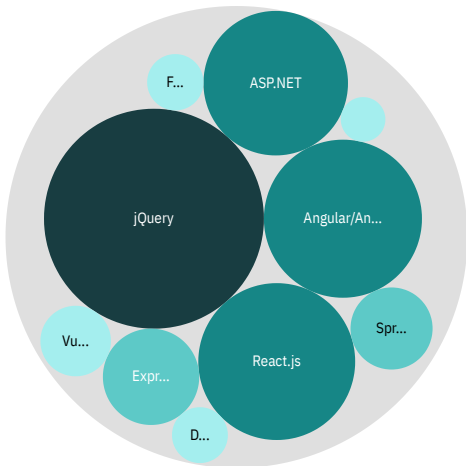 F...
ASP.NET
jQuery
Angular/An...
Vu...
Expr...
React.js
Spr...
D...